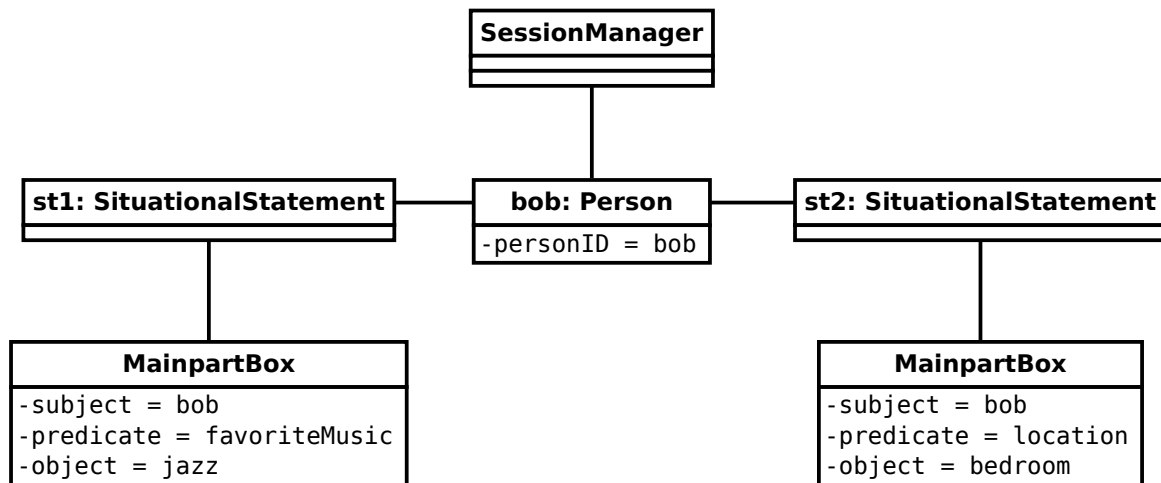 SessionManager
st1: SituationalStatement
bob: Person
-personID = bob
st2: SituationalStatement
MainpartBox
-subject = bob
-predicate = favoriteMusic
-object = jazz
MainpartBox
-subject = bob
-predicate = location
-object = bedroom